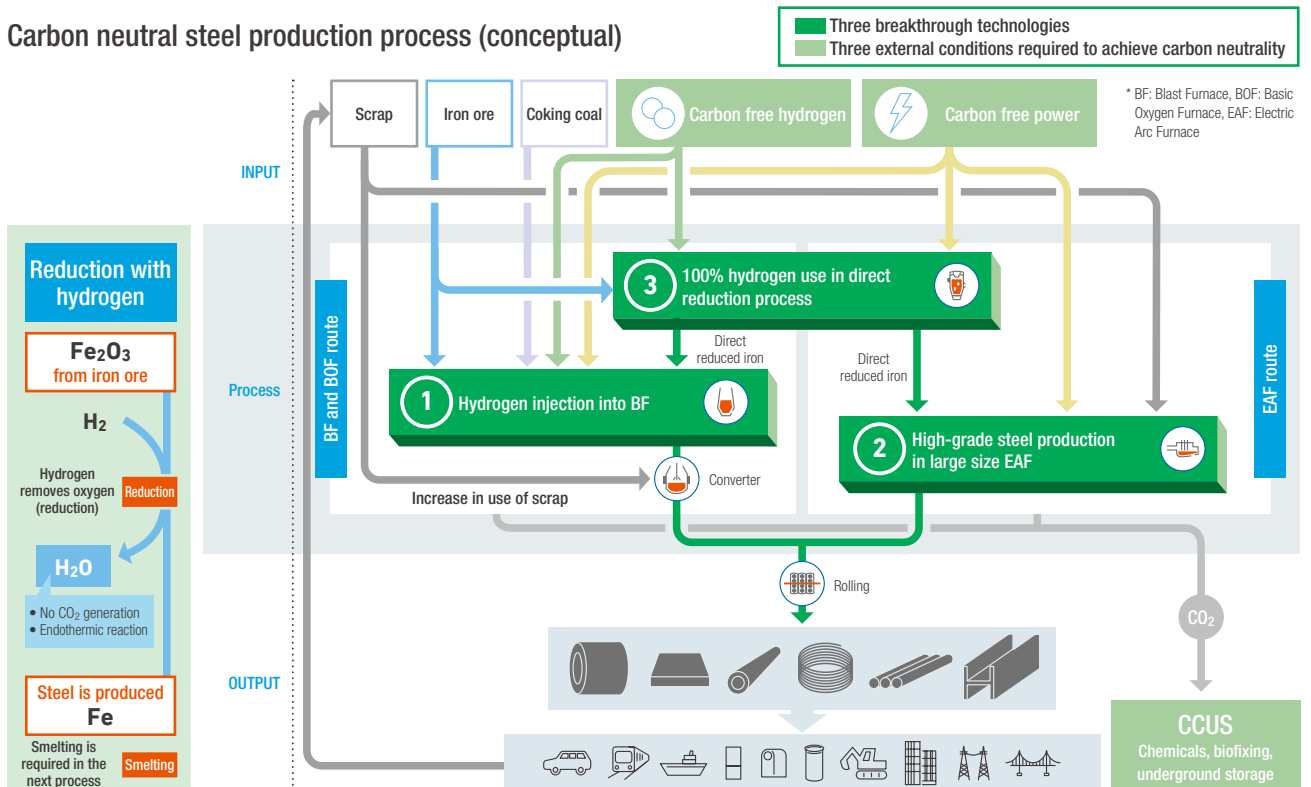 Carbon neutral steel production process (conceptual)
Three breakthrough technologies
Three external conditions required to achieve carbon neutrality
* BF: Blast Furnace, BOF: Basic
Oxygen Furnace, EAF: Electric
Arc Furnace
Scrap
Iron ore
Coking coal
Carbon free hydrogen
Carbon free power
INPUT
Reduction with
hydrogen
Fe₂O₃
from iron ore
H₂
Hydrogen
removes oxygen
(reduction)
Reduction
H₂O
• No CO₂ generation
• Endothermic reaction
Steel is produced
Fe
Smelting is
required in the
next process
Smelting
Process
BF and BOF route
3
100% hydrogen use in direct
reduction process
Direct
reduced iron
Direct
reduced iron
1
Hydrogen injection into BF
2
High-grade steel production
in large size EAF
EAF route
Converter
Increase in use of scrap
Rolling
CO₂
OUTPUT
CCUS
Chemicals, biofixing,
underground storage